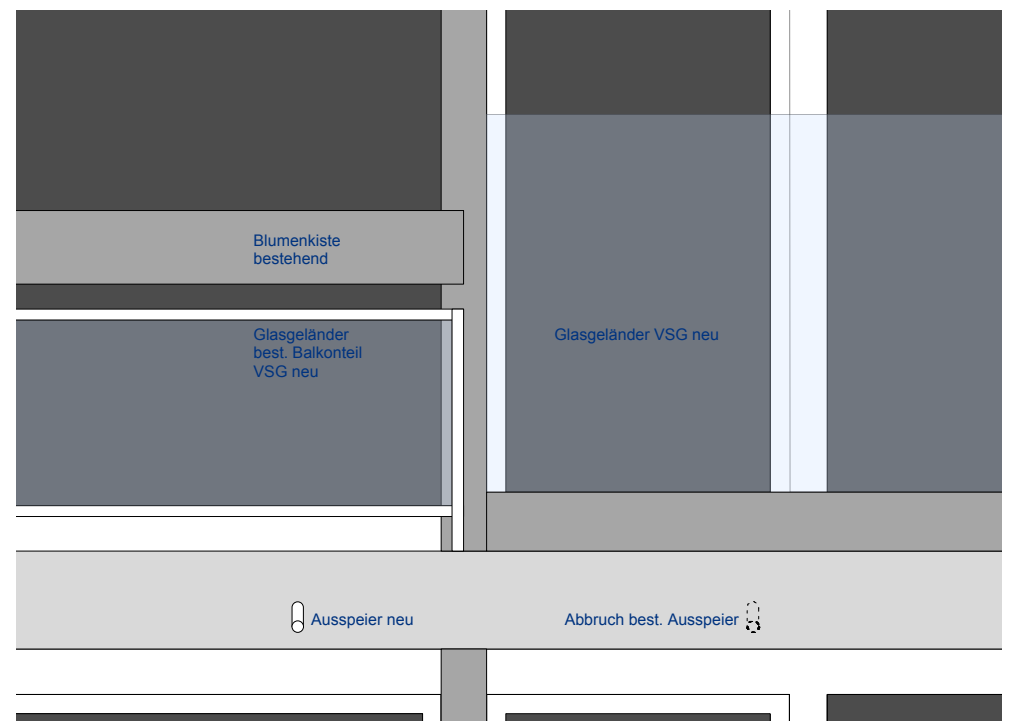 Blumenkiste
bestehend
Glasgeländer
best. Balkonteil
VSG neu
Glasgeländer VSG neu
Ausspeier neu
Abbruch best. Ausspeier